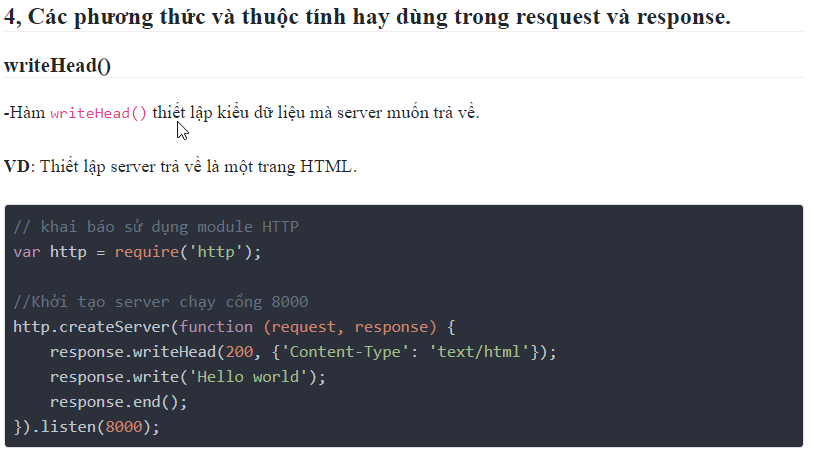 4, Các phương thức và thuộc tính hay dùng trong resquest và response.
writeHead()
-Hàm writeHead() thiết lập kiểu dữ liệu mà server muốn trả về.
VD: Thiết lập server trả về là một trang HTML.
// khai báo sử dụng module HTTP
var http = require('http');
//Khởi tạo server chạy cổng 8000
http.createServer(function (request, response) {
    response.writeHead(200, {'Content-Type': 'text/html'});
    response.write('Hello world');
    response.end();
}).listen(8000);